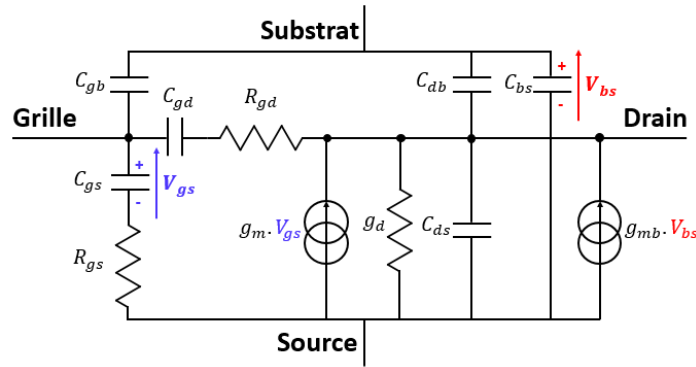 Substrat
C_gb
C_gd
R_gd
C_db
C_bs
+
-
V_bs
Grille
Drain
C_gs
+
-
V_gs
R_gs
g_m.V_gs
g_d
C_ds
g_mb.V_bs
Source